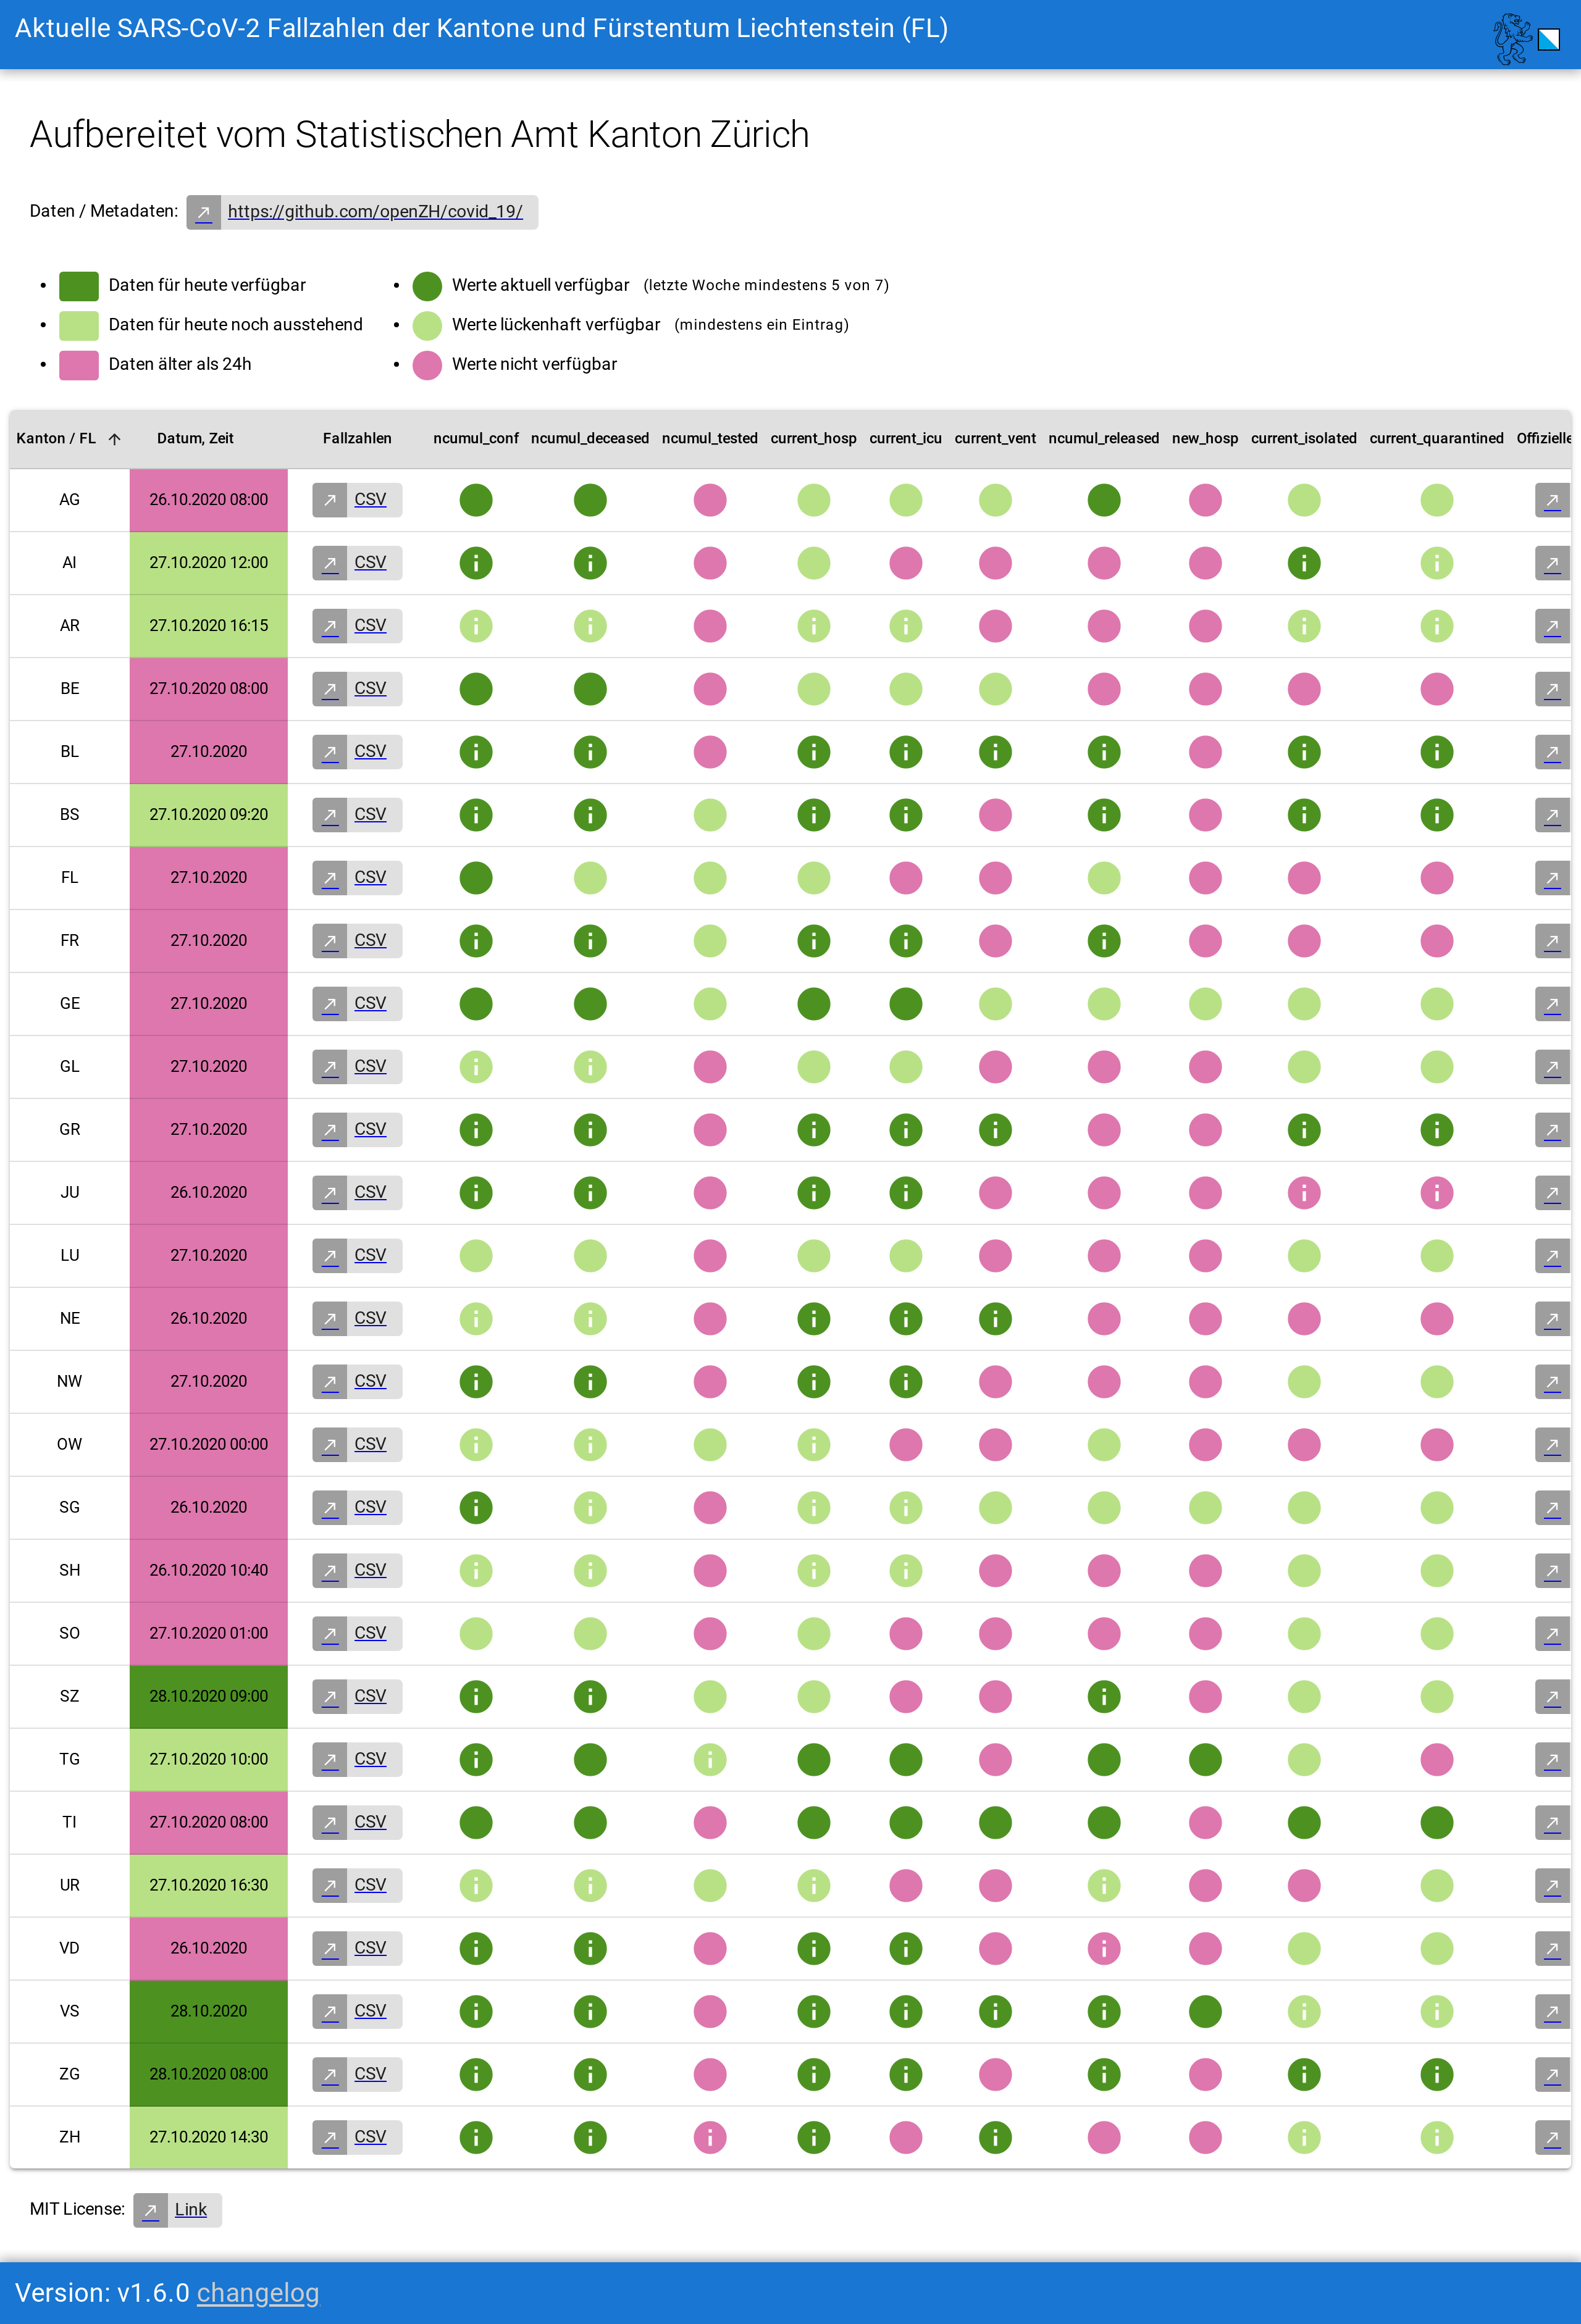 Aktuelle SARS-CoV-2 Fallzahlen der Kantone und Fürstentum Liechtenstein (FL)
Aufbereitet vom Statistischen Amt Kanton Zürich
Daten / Metadaten: https://github.com/openZH/covid_19/
Daten für heute verfügbar
Daten für heute noch ausstehend
Daten älter als 24h
Werte aktuell verfügbar (letzte Woche mindestens 5 von 7)
Werte lückenhaft verfügbar (mindestens ein Eintrag)
Werte nicht verfügbar
Kanton / FL Datum, Zeit Fallzahlen ncumul_conf ncumul_deceased ncumul_tested current_hosp current_icu current_vent ncumul_released new_hosp current_isolated current_quarantined Offizielle
AG 26.10.2020 08:00 CSV
AI 27.10.2020 12:00 CSV
AR 27.10.2020 16:15 CSV
BE 27.10.2020 08:00 CSV
BL 27.10.2020 CSV
BS 27.10.2020 09:20 CSV
FL 27.10.2020 CSV
FR 27.10.2020 CSV
GE 27.10.2020 CSV
GL 27.10.2020 CSV
GR 27.10.2020 CSV
JU 26.10.2020 CSV
LU 27.10.2020 CSV
NE 26.10.2020 CSV
NW 27.10.2020 CSV
OW 27.10.2020 00:00 CSV
SG 26.10.2020 CSV
SH 26.10.2020 10:40 CSV
SO 27.10.2020 01:00 CSV
SZ 28.10.2020 09:00 CSV
TG 27.10.2020 10:00 CSV
TI 27.10.2020 08:00 CSV
UR 27.10.2020 16:30 CSV
VD 26.10.2020 CSV
VS 28.10.2020 CSV
ZG 28.10.2020 08:00 CSV
ZH 27.10.2020 14:30 CSV
MIT License: Link
Version: v1.6.0 changelog